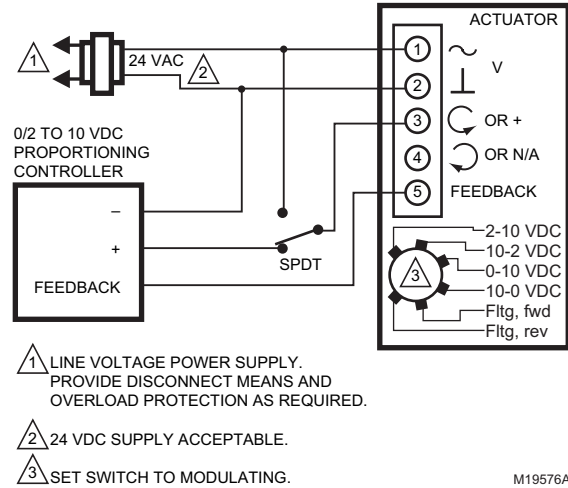 ACTUATOR
1
24 VAC
2
1
2
3
4
5
V
OR +
OR N/A
FEEDBACK
0/2 TO 10 VDC
PROPORTIONING
CONTROLLER
–
+
FEEDBACK
SPDT
3
2-10 VDC
10-2 VDC
0-10 VDC
10-0 VDC
Fltg, fwd
Fltg, rev
1 LINE VOLTAGE POWER SUPPLY.
PROVIDE DISCONNECT MEANS AND
OVERLOAD PROTECTION AS REQUIRED.
2 24 VDC SUPPLY ACCEPTABLE.
3 SET SWITCH TO MODULATING.
M19576A